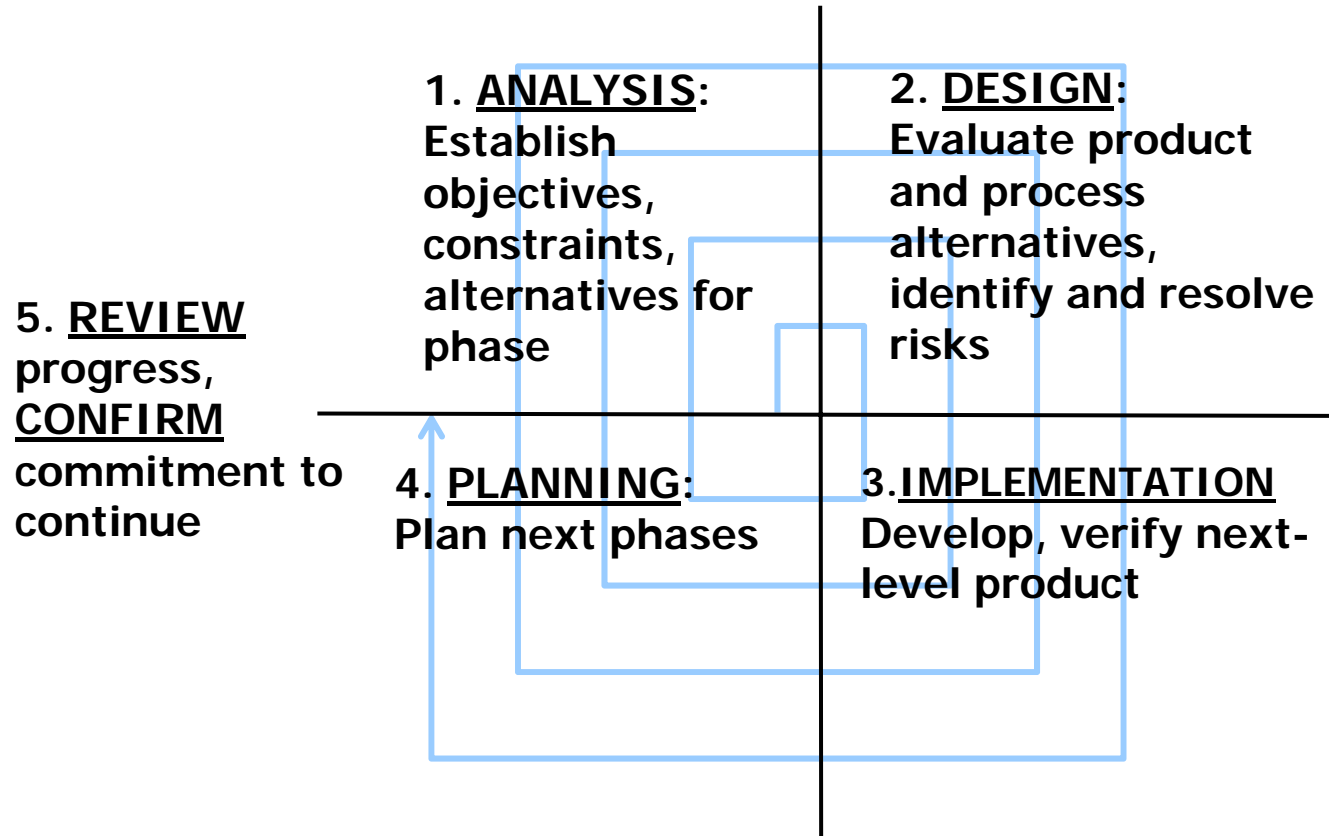 1. ANALYSIS:
Establish
objectives,
constraints,
alternatives for
phase
2. DESIGN:
Evaluate product
and process
alternatives,
identify and resolve
risks
3.IMPLEMENTATION
Develop, verify next-
level product
4. PLANNING:
Plan next phases
5. REVIEW
progress,
CONFIRM
commitment to
continue